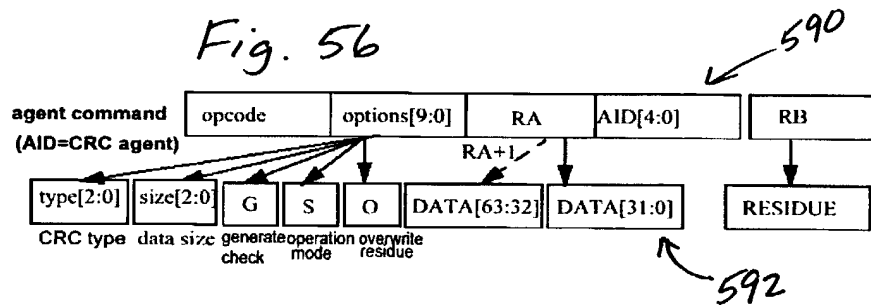 Fig. 56
590
agent command
(AID=CRC agent)
opcode
options[9:0]
RA
AID[4:0]
RB
RA+1
type[2:0]
size[2:0]
G
S
O
DATA[63:32]
DATA[31:0]
RESIDUE
CRC type
data size
generate
check
operation
mode
overwrite
residue
592